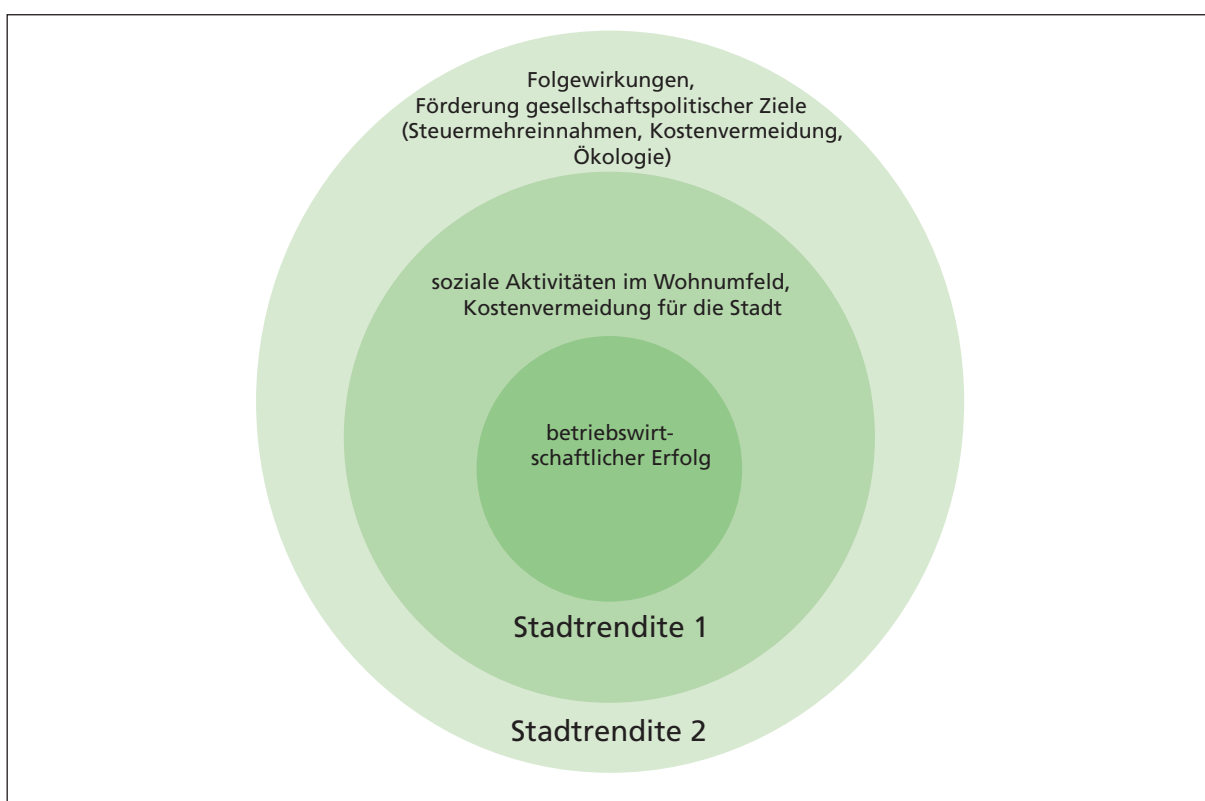 Folgewirkungen,
Förderung gesellschaftspolitischer Ziele
(Steuermehreinnahmen, Kostenvermeidung,
Ökologie)
soziale Aktivitäten im Wohnumfeld,
Kostenvermeidung für die Stadt
betriebswirt-
schaftlicher Erfolg
Stadtrendite 1
Stadtrendite 2